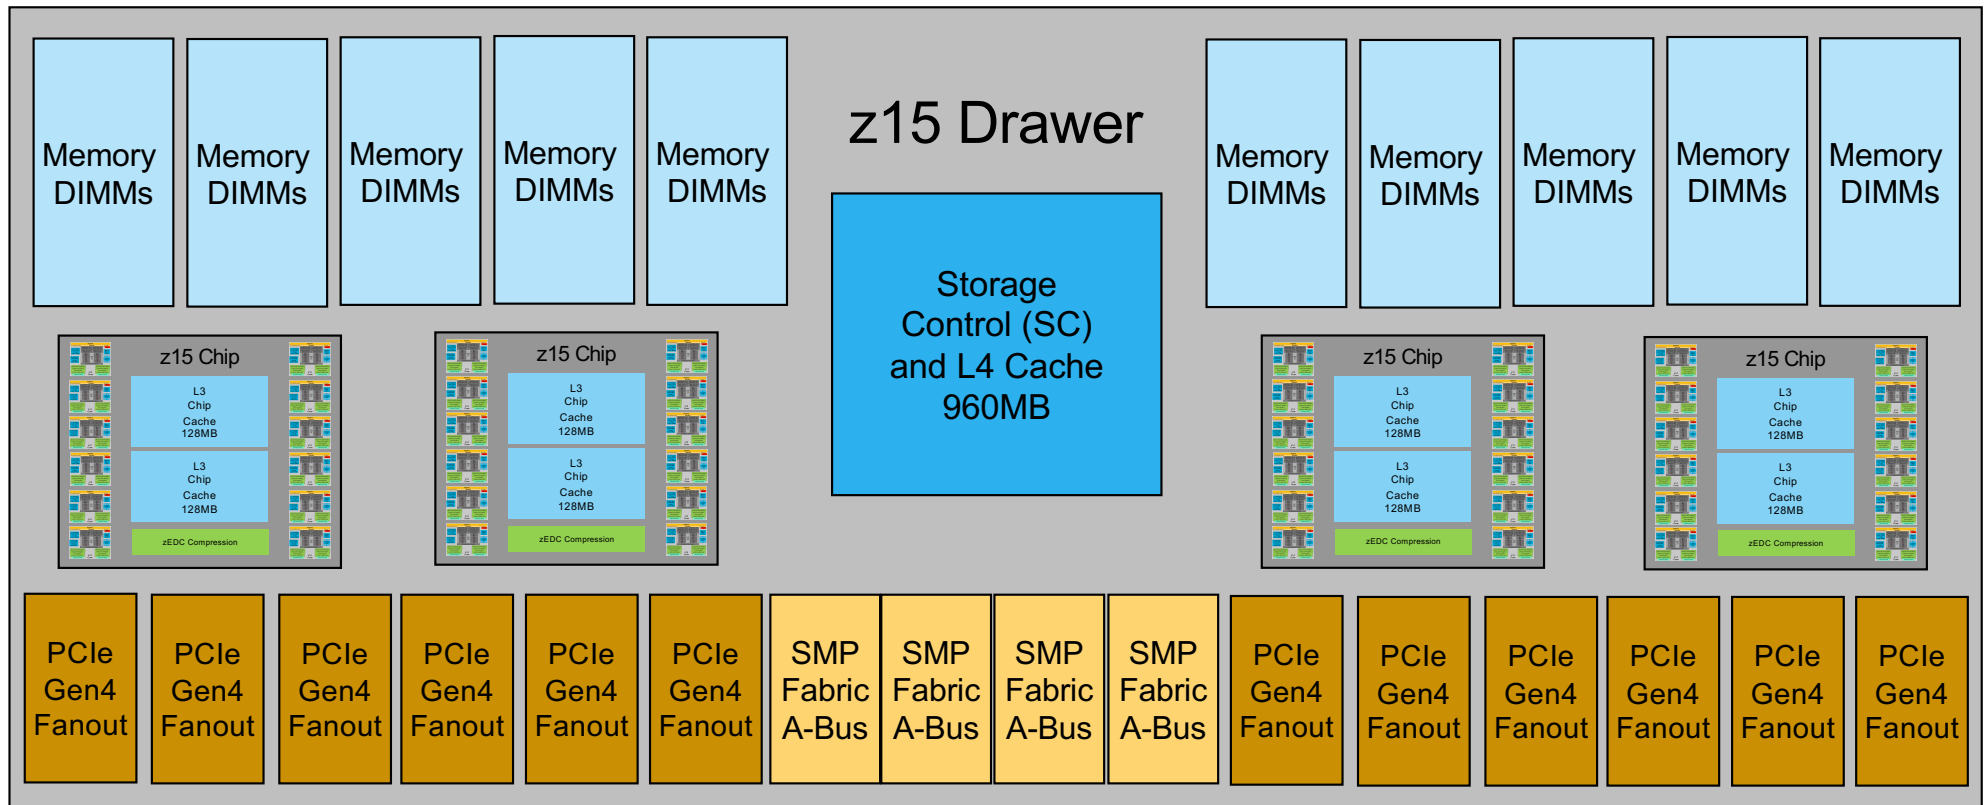 z15 Drawer
Memory
DIMMs
Memory
DIMMs
Memory
DIMMs
Memory
DIMMs
Memory
DIMMs
Storage
Control (SC)
and L4 Cache
960MB
Memory
DIMMs
Memory
DIMMs
Memory
DIMMs
Memory
DIMMs
Memory
DIMMs
z15 Chip
L3
Chip
Cache
128MB
L3
Chip
Cache
128MB
zEDC Compression
z15 Chip
L3
Chip
Cache
128MB
L3
Chip
Cache
128MB
zEDC Compression
z15 Chip
L3
Chip
Cache
128MB
L3
Chip
Cache
128MB
zEDC Compression
z15 Chip
L3
Chip
Cache
128MB
L3
Chip
Cache
128MB
zEDC Compression
PCIe
Gen4
Fanout
PCIe
Gen4
Fanout
PCIe
Gen4
Fanout
PCIe
Gen4
Fanout
PCIe
Gen4
Fanout
PCIe
Gen4
Fanout
SMP
Fabric
A-Bus
SMP
Fabric
A-Bus
SMP
Fabric
A-Bus
SMP
Fabric
A-Bus
PCIe
Gen4
Fanout
PCIe
Gen4
Fanout
PCIe
Gen4
Fanout
PCIe
Gen4
Fanout
PCIe
Gen4
Fanout
PCIe
Gen4
Fanout